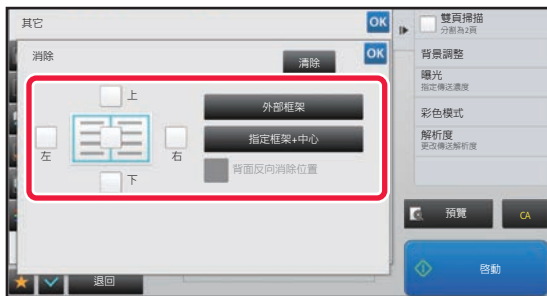 其它
OK
消除
清除
OK
上
左
右
下
外部框架
指定框架+中心
背面反向消除位置
退回
雙頁掃描
分割為2頁
背景調整
曝光
指定傳送濃度
彩色模式
解析度
更改傳送解析度
預覽
CA
啓動